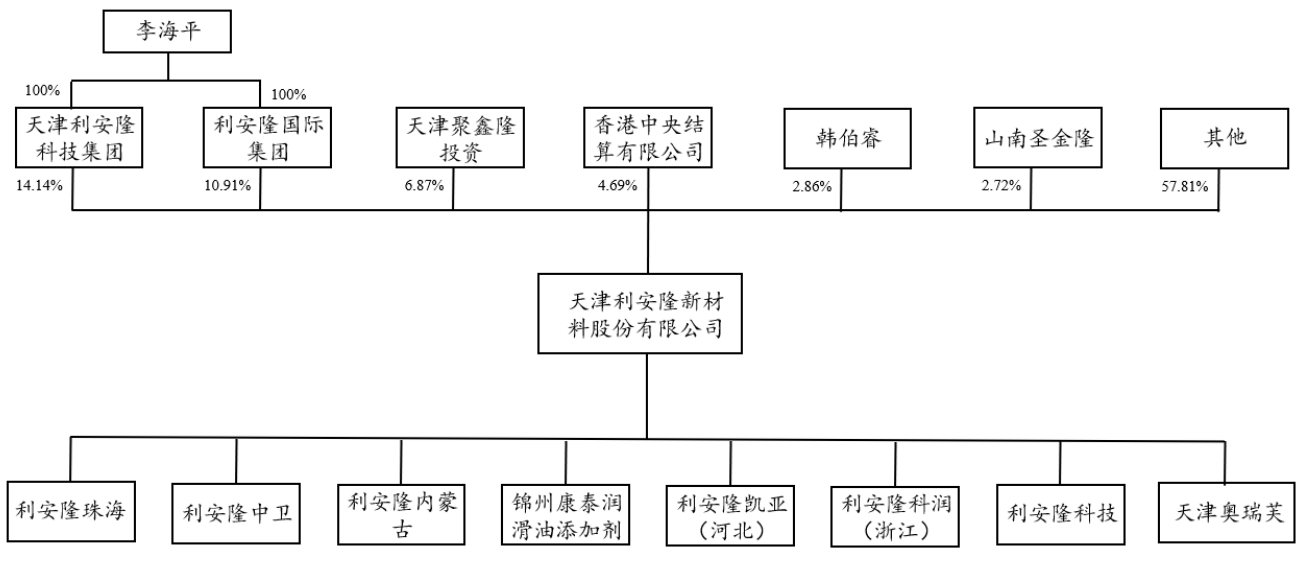 李海平
100%
100%
天津利安隆
科技集团
利安隆国际
集团
天津聚鑫隆
投资
香港中央结
算有限公司
韩伯睿
山南圣金隆
其他
14.14%
10.91%
6.87%
4.69%
2.86%
2.72%
57.81%
天津利安隆新材
料股份有限公司
利安隆珠海
利安隆中卫
利安隆内蒙
古
锦州康泰润
滑油添加剂
利安隆凯亚
（河北）
利安隆科润
（浙江）
利安隆科技
天津奥瑞芙